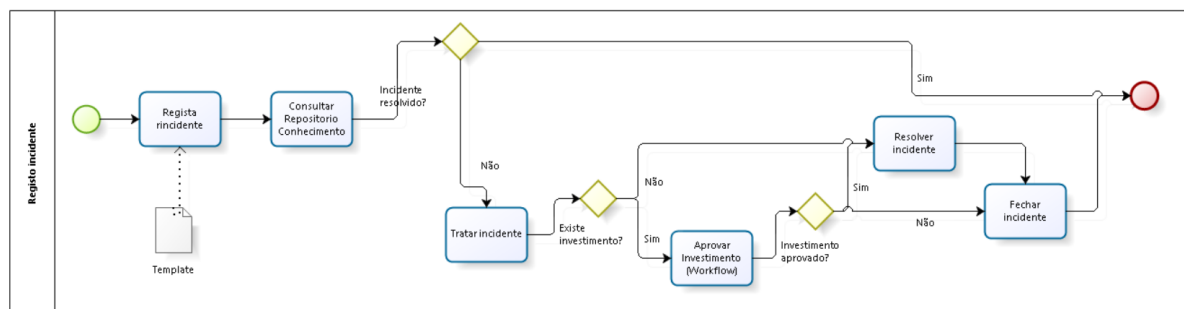 Registo incidente
Regista
rincidente
Template
Consultar
Repositorio
Conhecimento
Incidente
resolvido?
Sim
Não
Tratar incidente
Existe
investimento?
Não
Sim
Aprovar
Investimento
(Workflow)
Investimento
aprovado?
Sim
Não
Resolver
incidente
Fechar
incidente